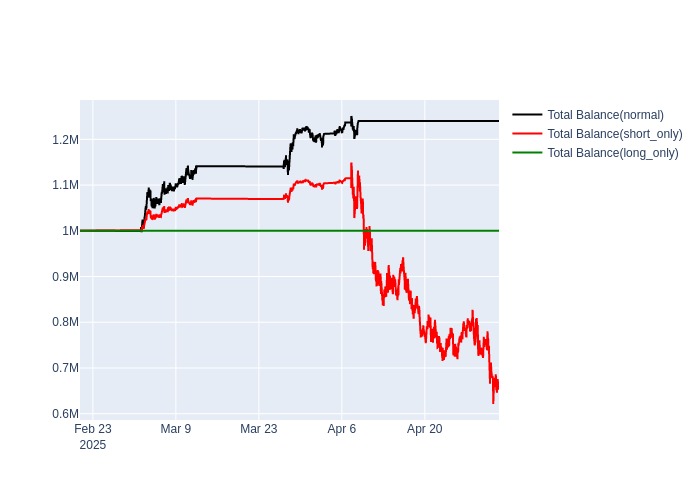 Total Balance(normal)
Total Balance(short_only)
Total Balance(long_only)
1.2M
1.1M
1M
0.9M
0.8M
0.7M
0.6M
Feb 23
2025
Mar 9
Mar 23
Apr 6
Apr 20